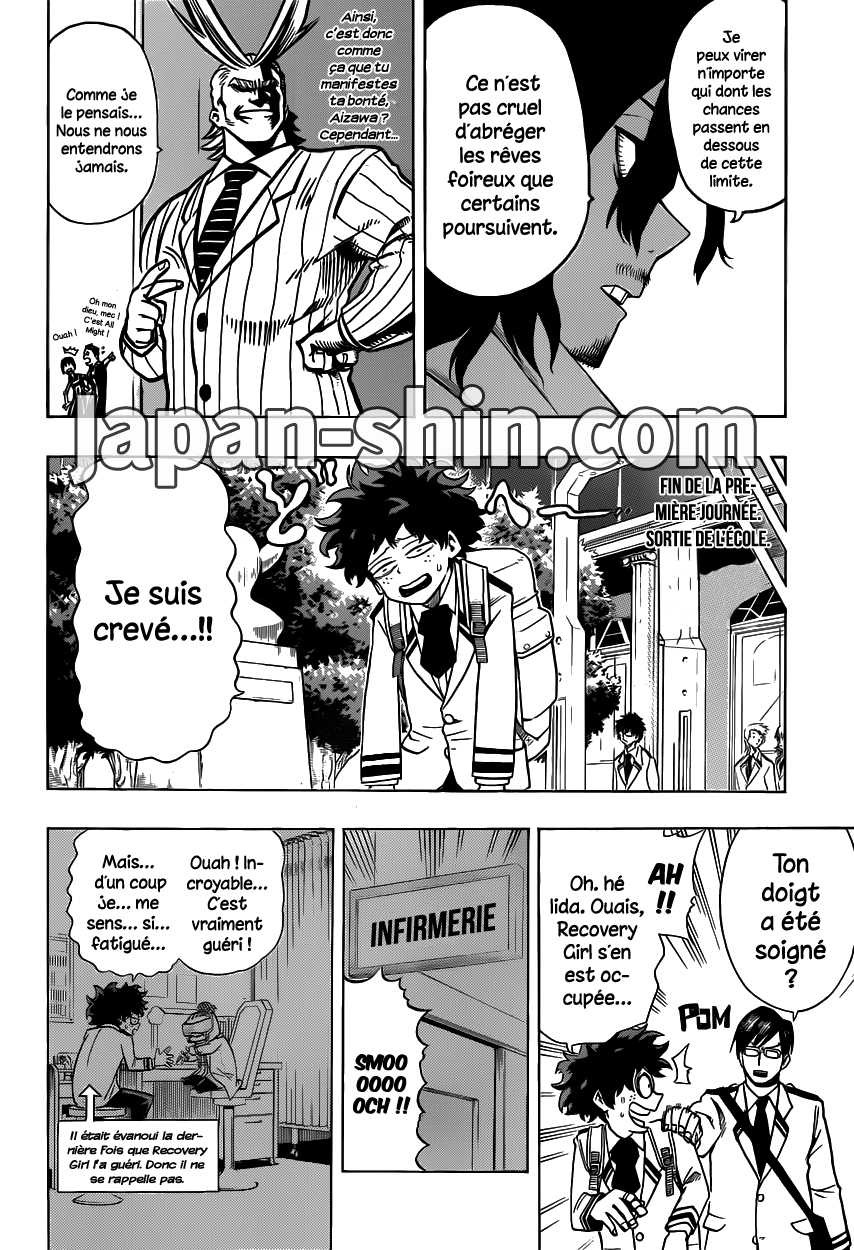 Je
peux virer
n'importe
qui dont les
chances
passent en
dessous
de cette
limite.
Ce n'est
pas cruel
d'abréger
les rêves
foireux que
certains
poursuivent.
Ainsi,
c'est donc
comme
ça que tu
manifestes
ta bonté,
Aizawa ?
Cependant...
Comme je
le pensais...
Nous ne nous
entendrons
jamais.
Oh mon
dieu, mec !
C'est All
Might !
Ouah !
Japan-shin.com
FIN DE LA PRE-
MIÈRE JOURNÉE.
SORTIE DE L'ÉCOLE.
Je suis
crevé...!!
Ton
doigt
a été
soigné
?
AH
!!
Oh. hé
Iida. Ouais,
Recovery
Girl s'en
est oc-
cupée...
POM
INFIRMERIE
SMOO
OOOO
OCH !!
Ouah ! In-
croyable...
C'est
vraiment
guéri !
Mais...
d'un coup
je... me
sens... si...
fatigué...
Il était évanoui la der-
nière fois que Recovery
Girl l'a guéri. Donc il ne
se rappelle pas.